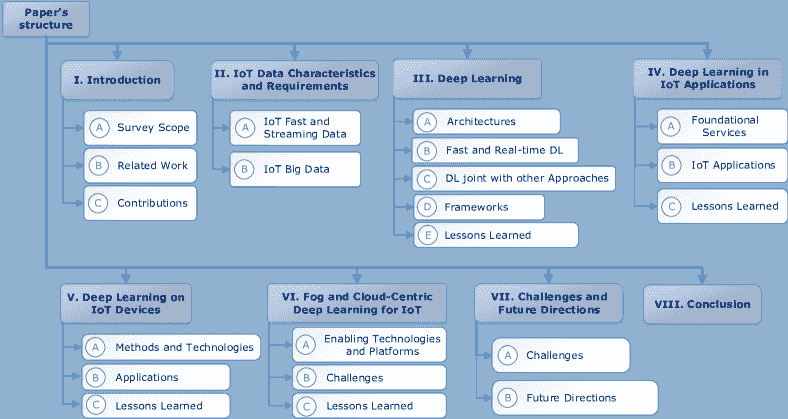 Paper's
structure
I. Introduction
A Survey Scope
B Related Work
C Contributions
II. IoT Data Characteristics
and Requirements
A IoT Fast and
Streaming Data
B IoT Big Data
III. Deep Learning
A Architectures
B Fast and Real-time DL
C DL joint with other Approaches
D Frameworks
E Lessons Learned
IV. Deep Learning in
IoT Applications
A Foundational
Services
B IoT Applications
C Lessons Learned
V. Deep Learning on
IoT Devices
A Methods and Technologies
B Applications
C Lessons Learned
VI. Fog and Cloud-Centric
Deep Learning for IoT
A Enabling Technologies
and Platforms
B Challenges
C Lessons Learned
VII. Challenges and
Future Directions
A Challenges
B Future Directions
VIII. Conclusion